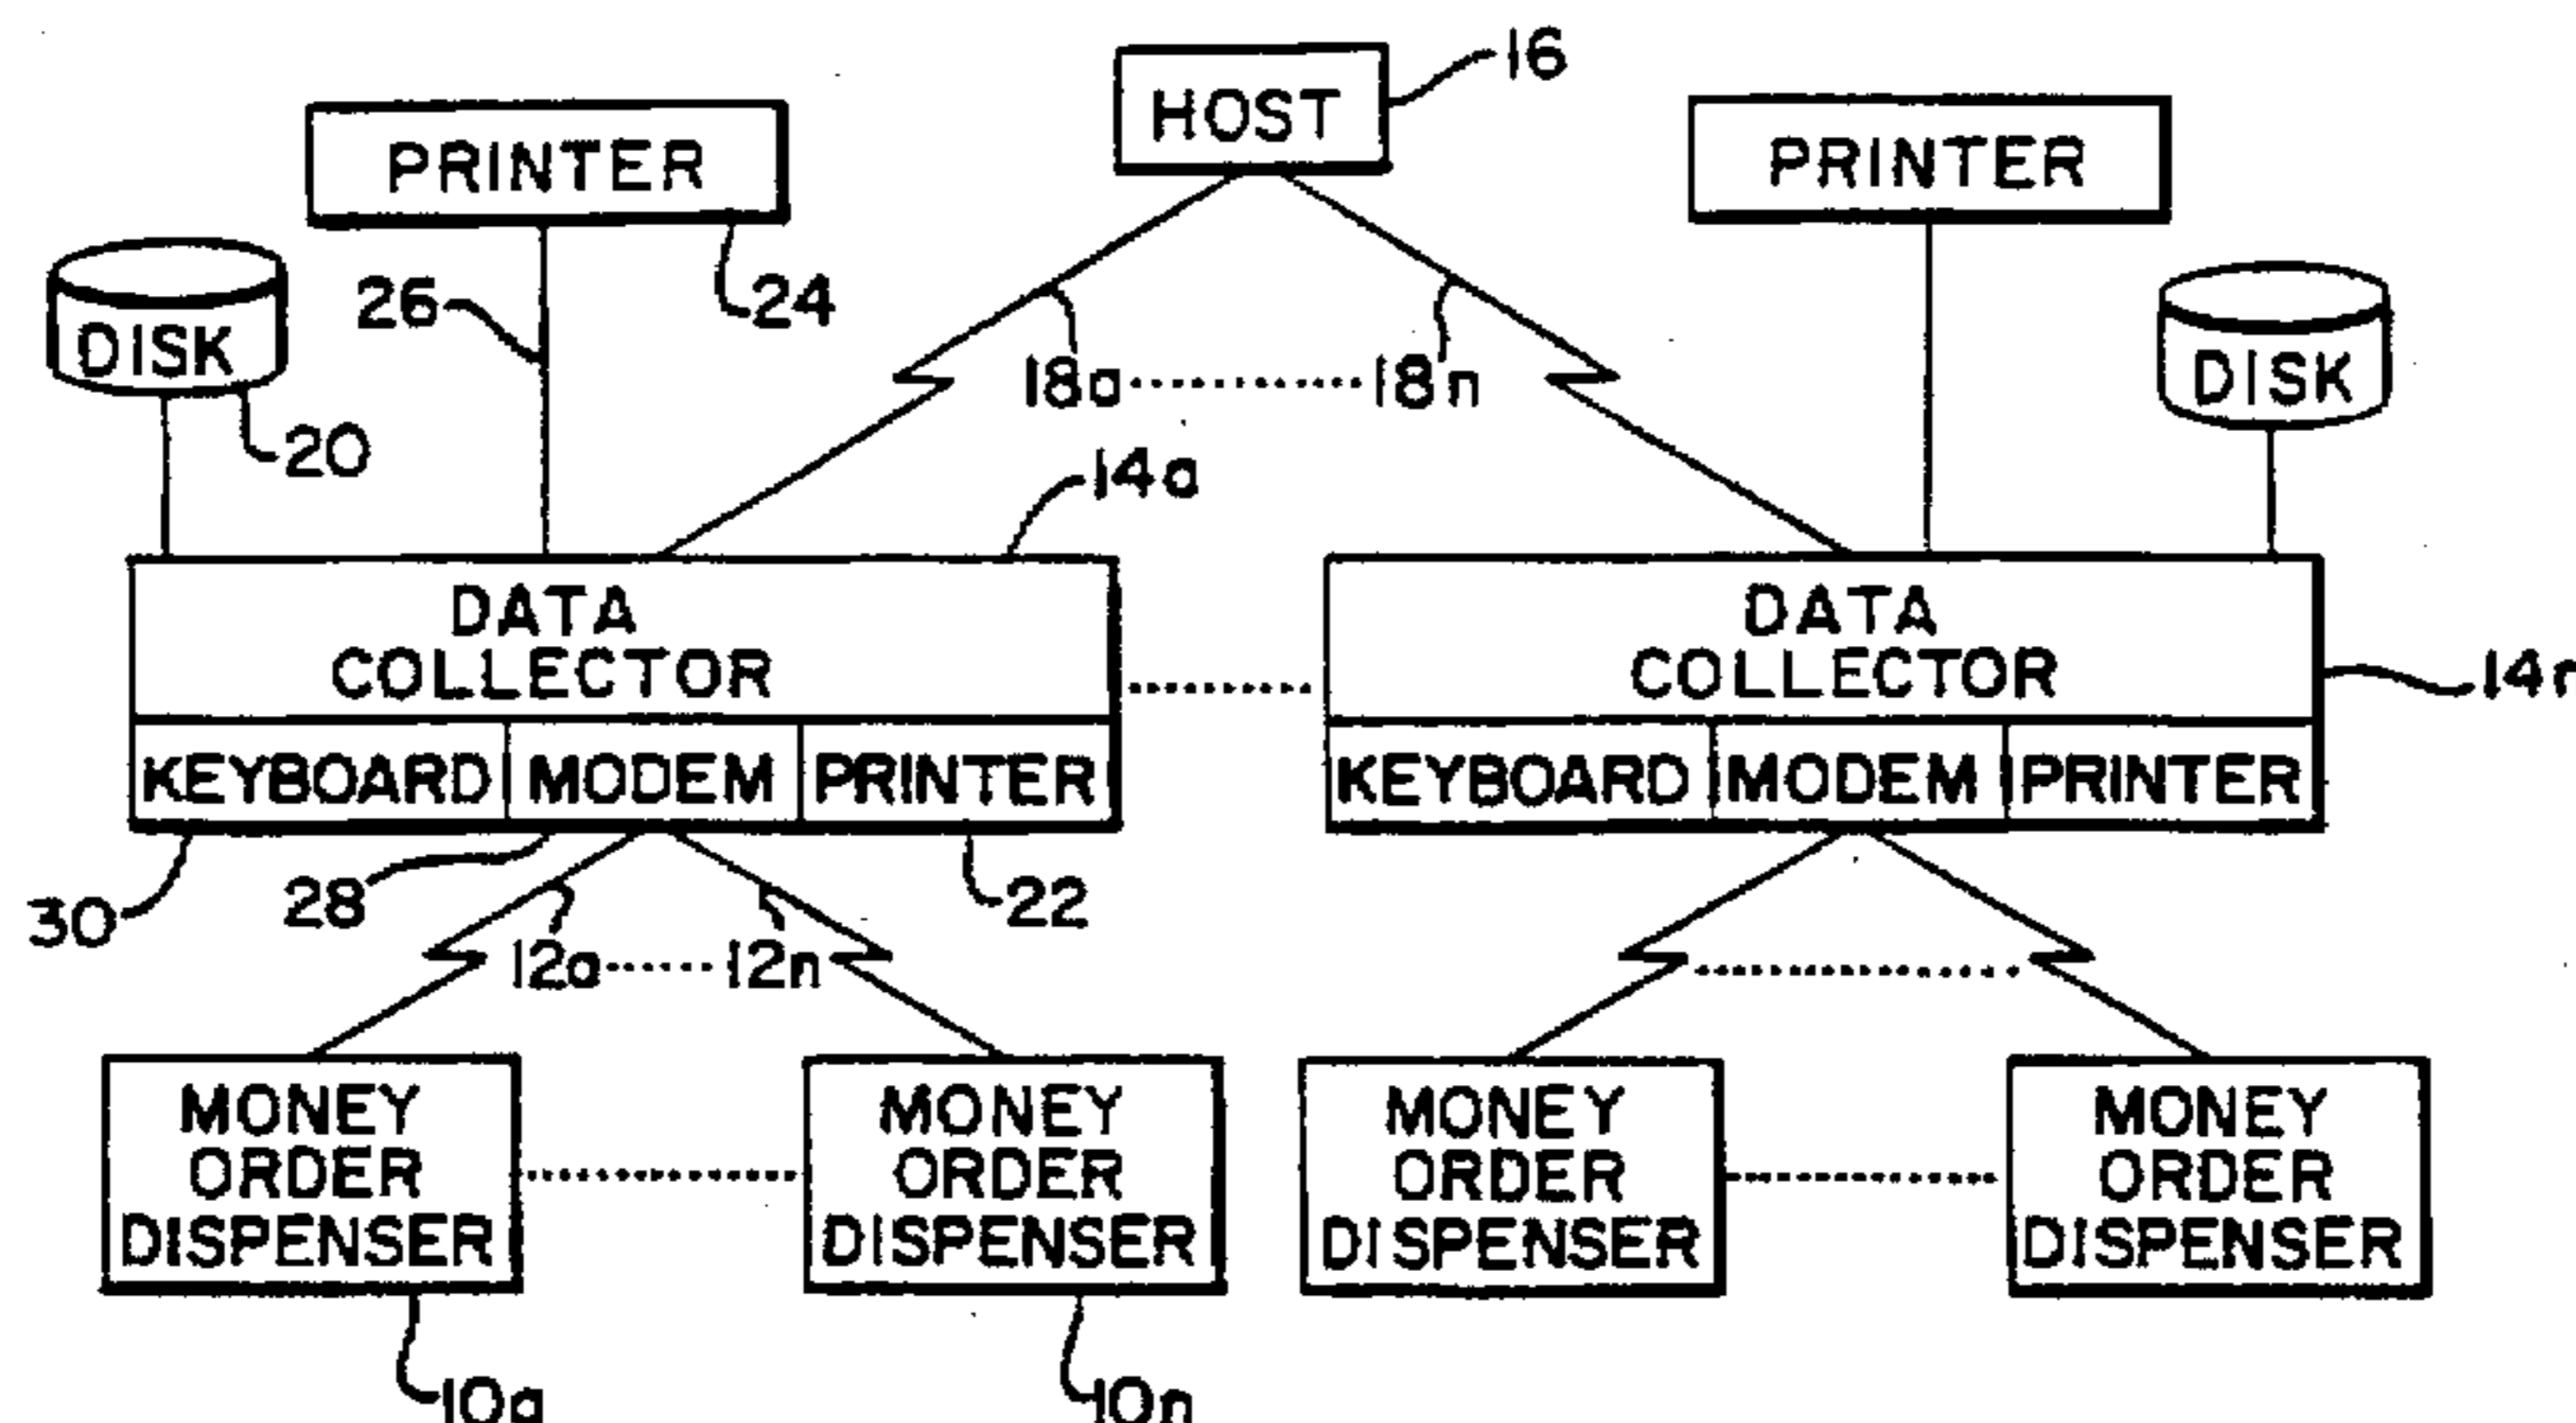 HOST
16
PRINTER
PRINTER
24
26
DISK
20
DISK
18a
18n
14a
DATA
COLLECTOR
KEYBOARD
MODEM
PRINTER
DATA
COLLECTOR
KEYBOARD
MODEM
PRINTER
14n
30
28
22
12a
12n
MONEY
ORDER
DISPENSER
MONEY
ORDER
DISPENSER
MONEY
ORDER
DISPENSER
MONEY
ORDER
DISPENSER
10a
10n